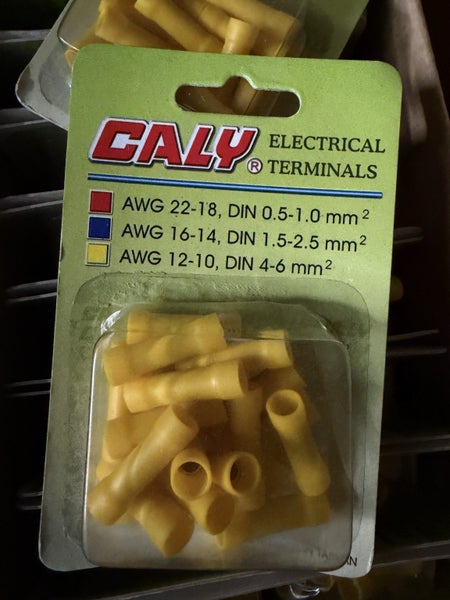 CALY® ELECTRICAL
TERMINALS
AWG 22-18, DIN 0.5-1.0 mm²
AWG 16-14, DIN 1.5-2.5 mm²
AWG 12-10, DIN 4-6 mm²